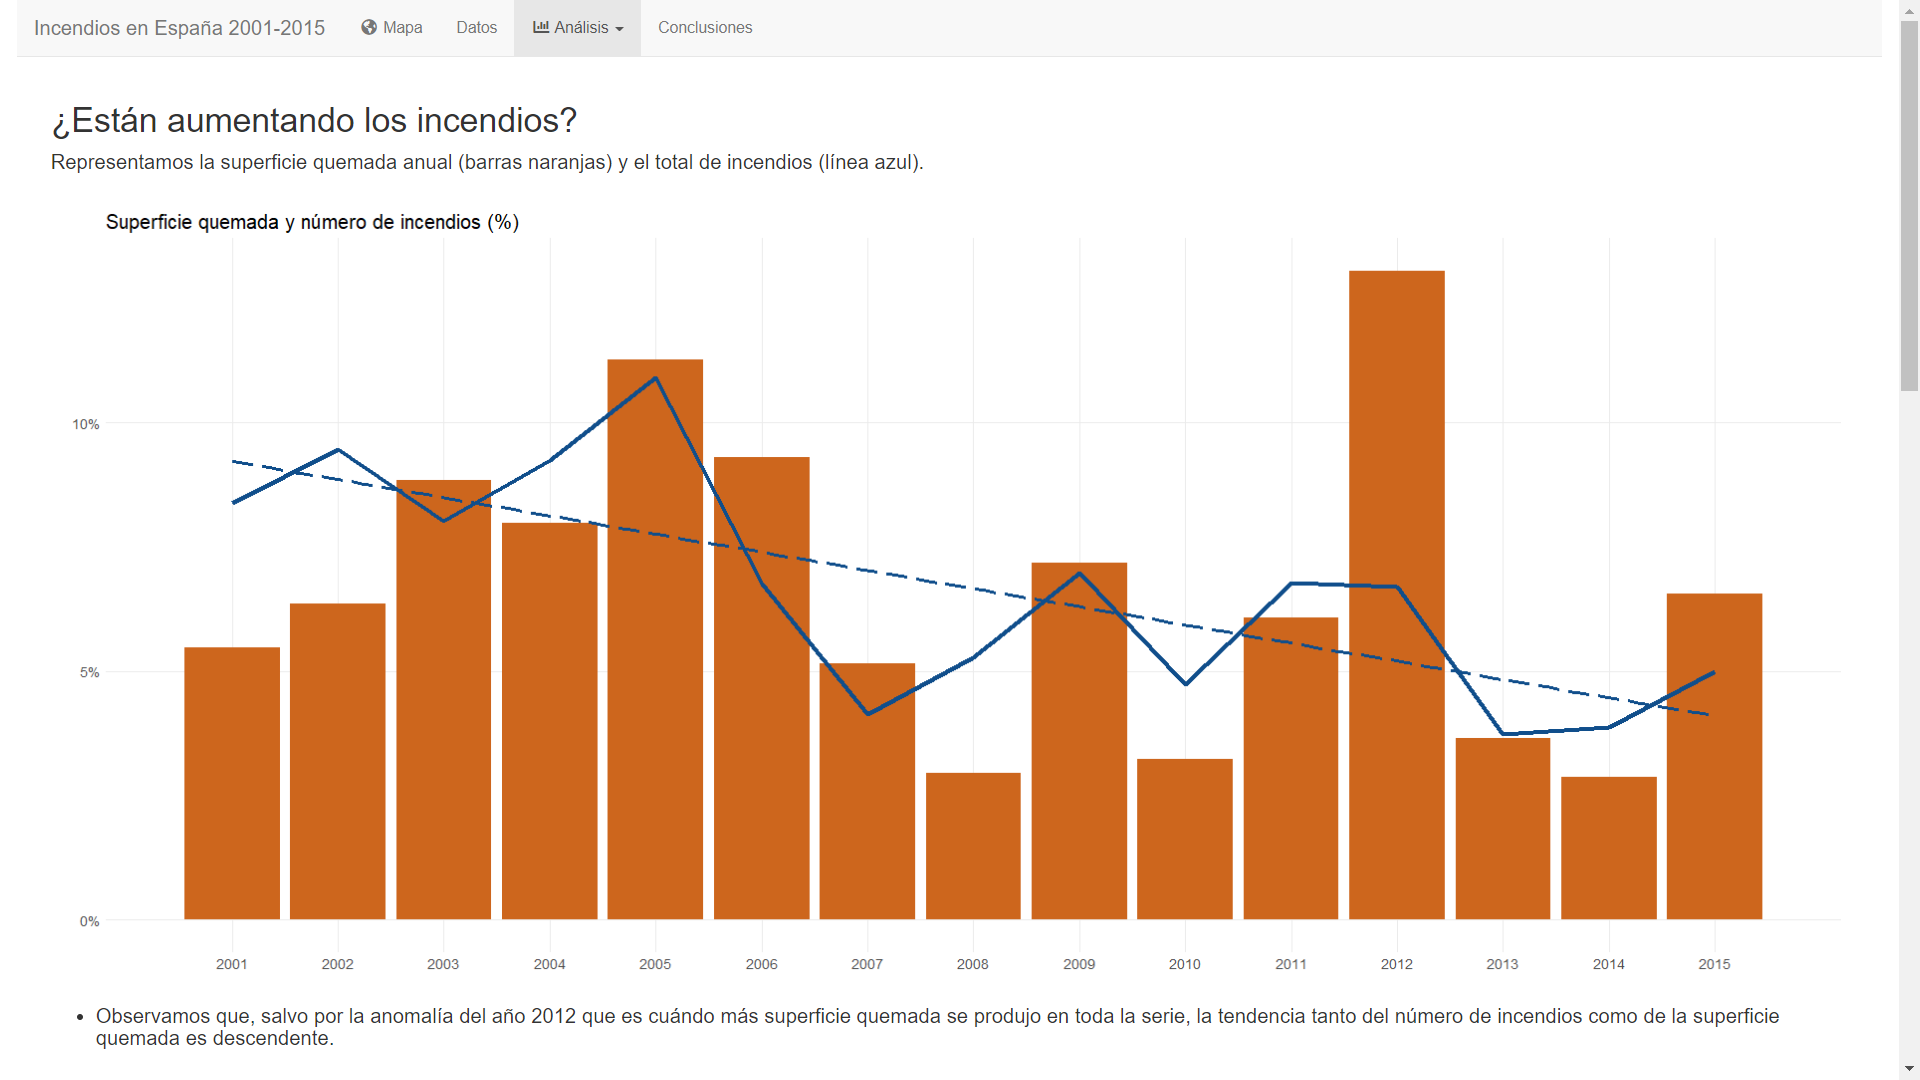 Incendios en España 2001-2015 Mapa Datos Análisis Conclusiones
¿Están aumentando los incendios?
Representamos la superficie quemada anual (barras naranjas) y el total de incendios (línea azul).
Superficie quemada y número de incendios (%)
10%
5%
0%
2001 2002 2003 2004 2005 2006 2007 2008 2009 2010 2011 2012 2013 2014 2015
• Observamos que, salvo por la anomalía del año 2012 que es cuándo más superficie quemada se produjo en toda la serie, la tendencia tanto del número de incendios como de la superficie
quemada es descendente.